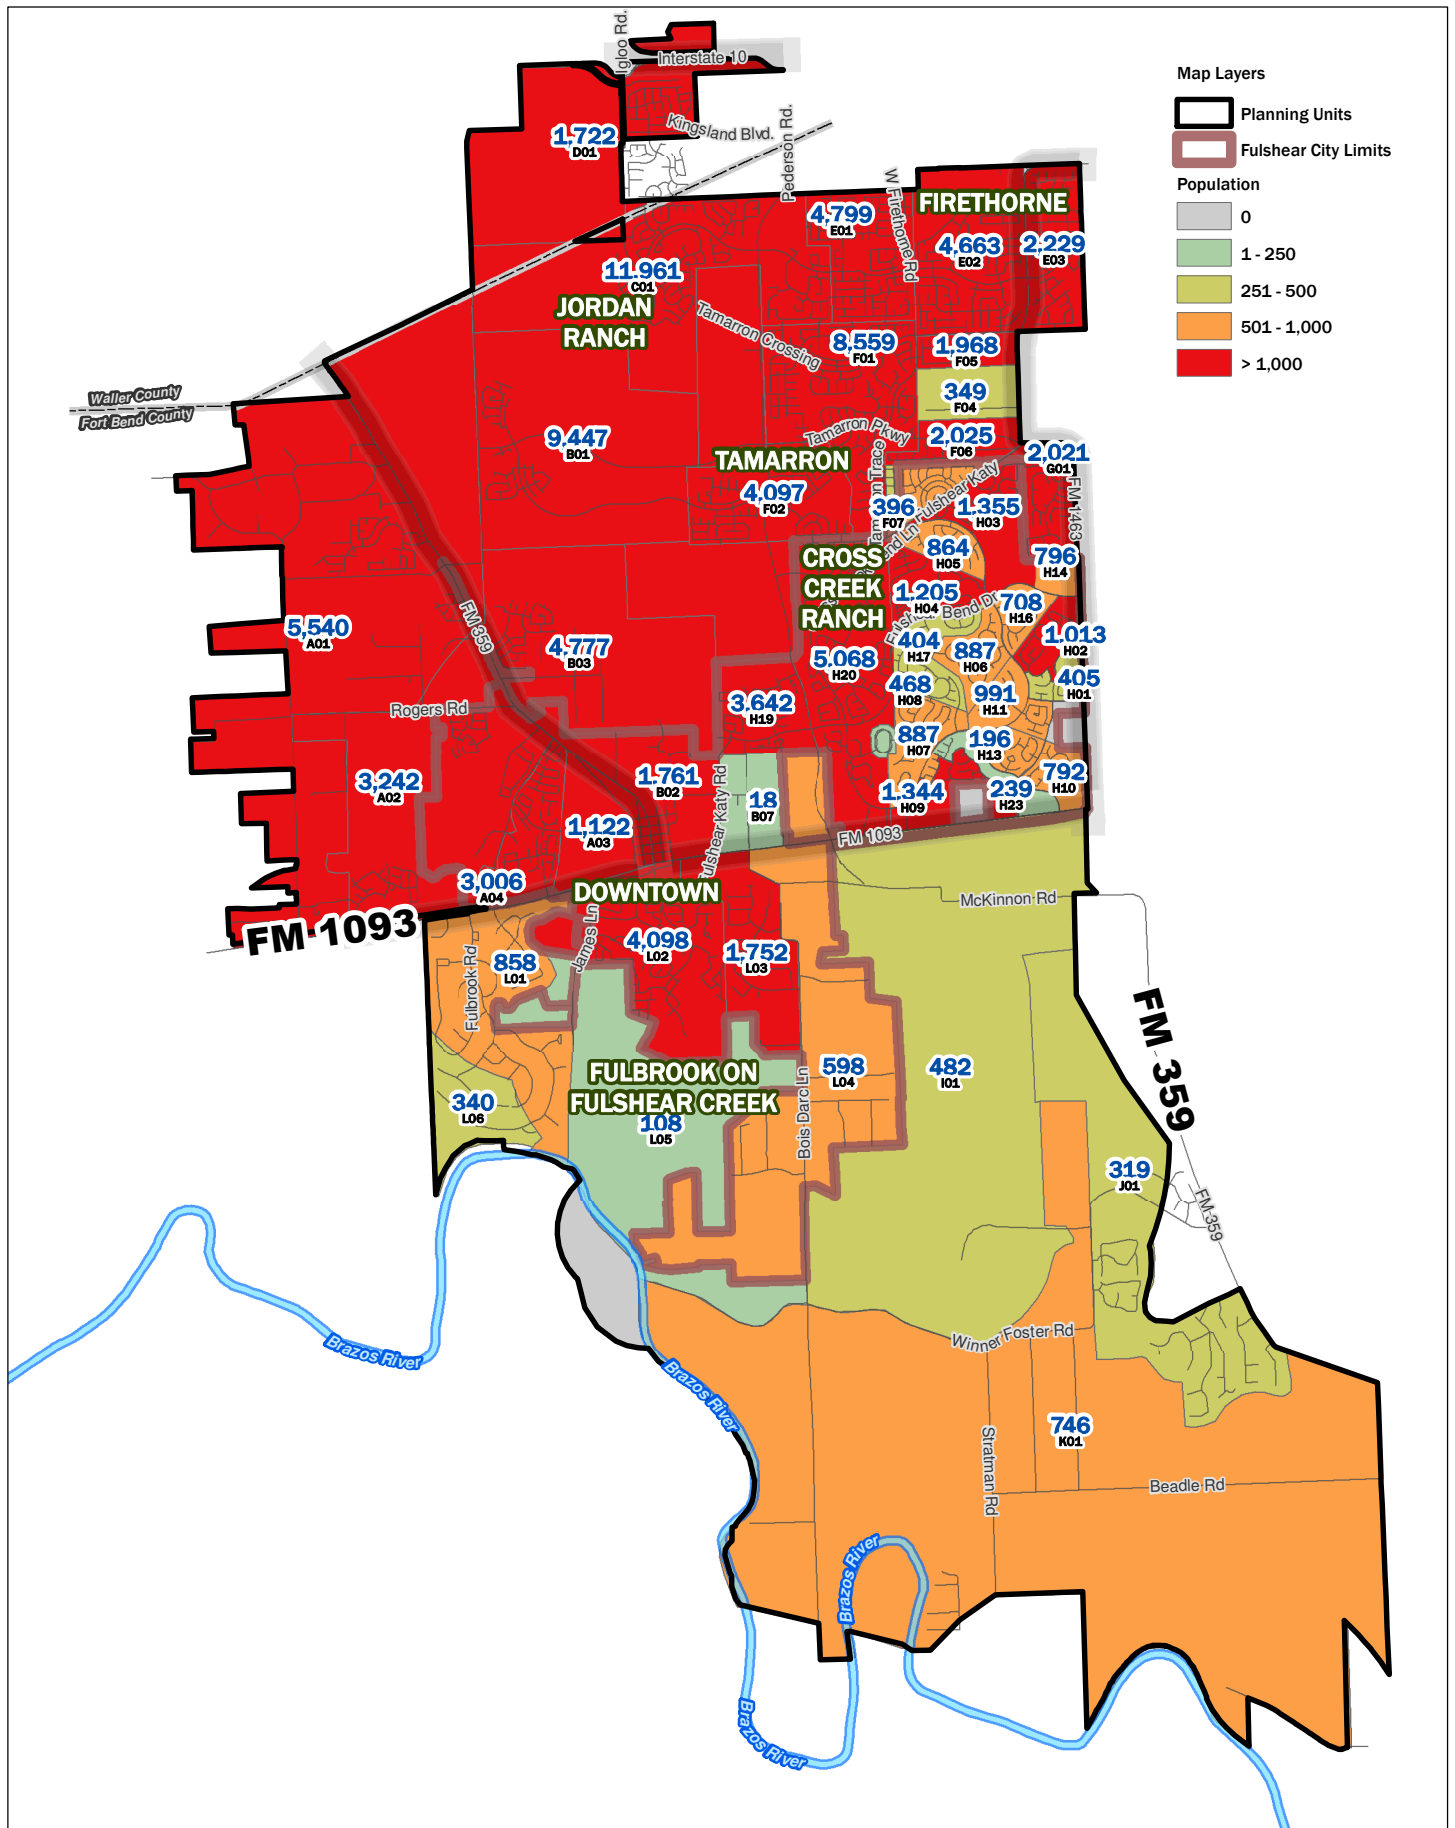 Map Layers
Planning Units
Fulshear City Limits
Population
0
1 - 250
251 - 500
501 - 1,000
> 1,000
Igloo Rd.
Interstate 10
Kingsland Blvd.
Pederson Rd.
1,722
D01
W Firethorne Rd
FIRETHORNE
4,799
E01
4,663
E02
2,229
E03
11,961
C01
JORDAN
RANCH
Tamarron Crossing
8,559
F01
1,968
F05
349
F04
Waller County
Fort Bend County
9,447
B01
Tamarron Pkwy
2,025
F06
TAMARRON
2,021
G01
4,097
F02
FM 1463
Fulshear Katy
396
F07
1,355
H03
CROSS
CREEK
RANCH
864
H05
796
H14
1,205
H04
708
H16
Bend Dr
5,540
A01
FM 359
4,777
B03
404
H17
887
H06
1,013
H02
5,068
H20
468
H08
991
H11
405
H01
Rogers Rd
3,642
H19
887
H07
196
H13
3,242
A02
1,761
B02
Fulshear Katy Rd
18
B07
1,344
H09
239
H23
792
H10
1,122
A03
FM 1093
3,006
A04
DOWNTOWN
McKinnon Rd
FM 1093
James Ln
4,098
L02
1,752
L03
858
L01
Fulbrook Rd
FM 359
FULBROOK ON
FULSHEAR CREEK
108
L05
598
L04
482
I01
340
L06
Bois Darc Ln
319
J01
FM-359
Winner Foster Rd
Brazos River
Brazos River
746
K01
Stratman Rd
Beadle Rd
Brazos River
Brazos River